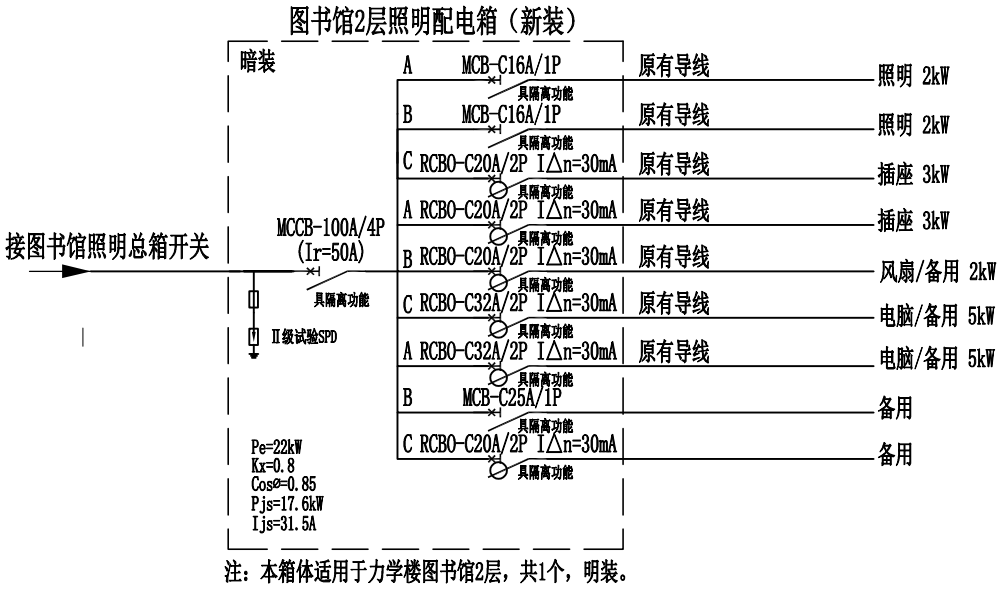 图书馆2层照明配电箱（新装）
暗装
A MCB-C16A/1P 原有导线 照明 2kW
具隔离功能
B MCB-C16A/1P 原有导线 照明 2kW
具隔离功能
C RCBO-C20A/2P I△n=30mA 原有导线 插座 3kW
具隔离功能
A RCBO-C20A/2P I△n=30mA 原有导线 插座 3kW
具隔离功能
接图书馆照明总箱开关
MCCB-100A/4P
(Ir=50A)
具隔离功能
B RCBO-C20A/2P I△n=30mA 原有导线 风扇/备用 2kW
具隔离功能
C RCBO-C32A/2P I△n=30mA 原有导线 电脑/备用 5kW
具隔离功能
Ⅱ级试验SPD
A RCBO-C32A/2P I△n=30mA 原有导线 电脑/备用 5kW
具隔离功能
B MCB-C25A/1P 备用
具隔离功能
C RCBO-C20A/2P I△n=30mA 备用
具隔离功能
Pe=22kW
Kx=0.8
Cosø=0.85
Pjs=17.6kW
Ijs=31.5A
注：本箱体适用于力学楼图书馆2层，共1个，明装。